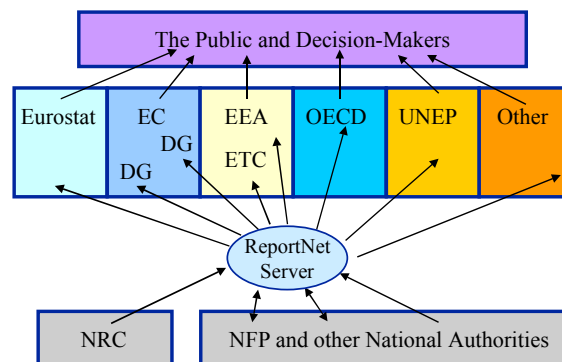 The Public and Decision-Makers
Eurostat EC EEA OECD UNEP Other
DG
ETC
DG
ReportNet
Server
NRC NFP and other National Authorities